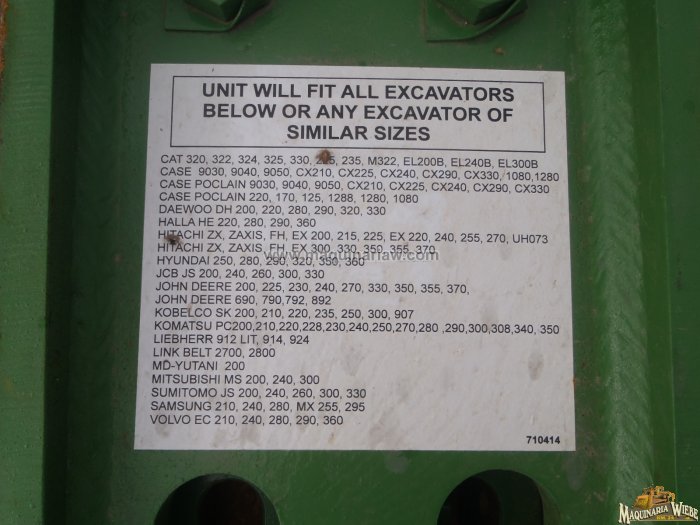 UNIT WILL FIT ALL EXCAVATORS
BELOW OR ANY EXCAVATOR OF
SIMILAR SIZES
CAT 320, 322, 324, 325, 330, 235, M322, EL200B, EL240B, EL300B
CASE 9030, 9040, 9050, CX210, CX225, CX240, CX290, CX330, 1080,1280
CASE POCLAIN 9030, 9040, 9050, CX210, CX225, CX240, CX290, CX330
CASE POCLAIN 220, 170, 125, 1288, 1280, 1080
DAEWOO DH 200, 220, 280, 290, 320, 330
HALLA HE 220, 280, 290, 360
HITACHI ZX, ZAXIS, FH, EX 200, 215, 225, EX 220, 240, 255, 270, UH073
HITACHI ZX, ZAXIS, FH, EX 300, 330, 350, 355, 370
www.maquinariaw.com
HYUNDAI 250, 280, 290, 320, 350, 360
JCB JS 200, 240, 260, 300, 330
JOHN DEERE 200, 225, 230, 240, 270, 330, 350, 355, 370,
JOHN DEERE 690, 790,792, 892
KOBELCO SK 200, 210, 220, 235, 250, 300, 907
KOMATSU PC200,210,220,228,230,240,250,270,280 ,290,300,308,340, 350
LIEBHERR 912 LIT, 914, 924
LINK BELT 2700, 2800
MD-YUTANI 200
MITSUBISHI MS 200, 240, 300
SUMITOMO JS 200, 240, 260, 300, 330
SAMSUNG 210, 240, 280, MX 255, 295
VOLVO EC 210, 240, 280, 290, 360
710414
MAQUINARIA WIEBE